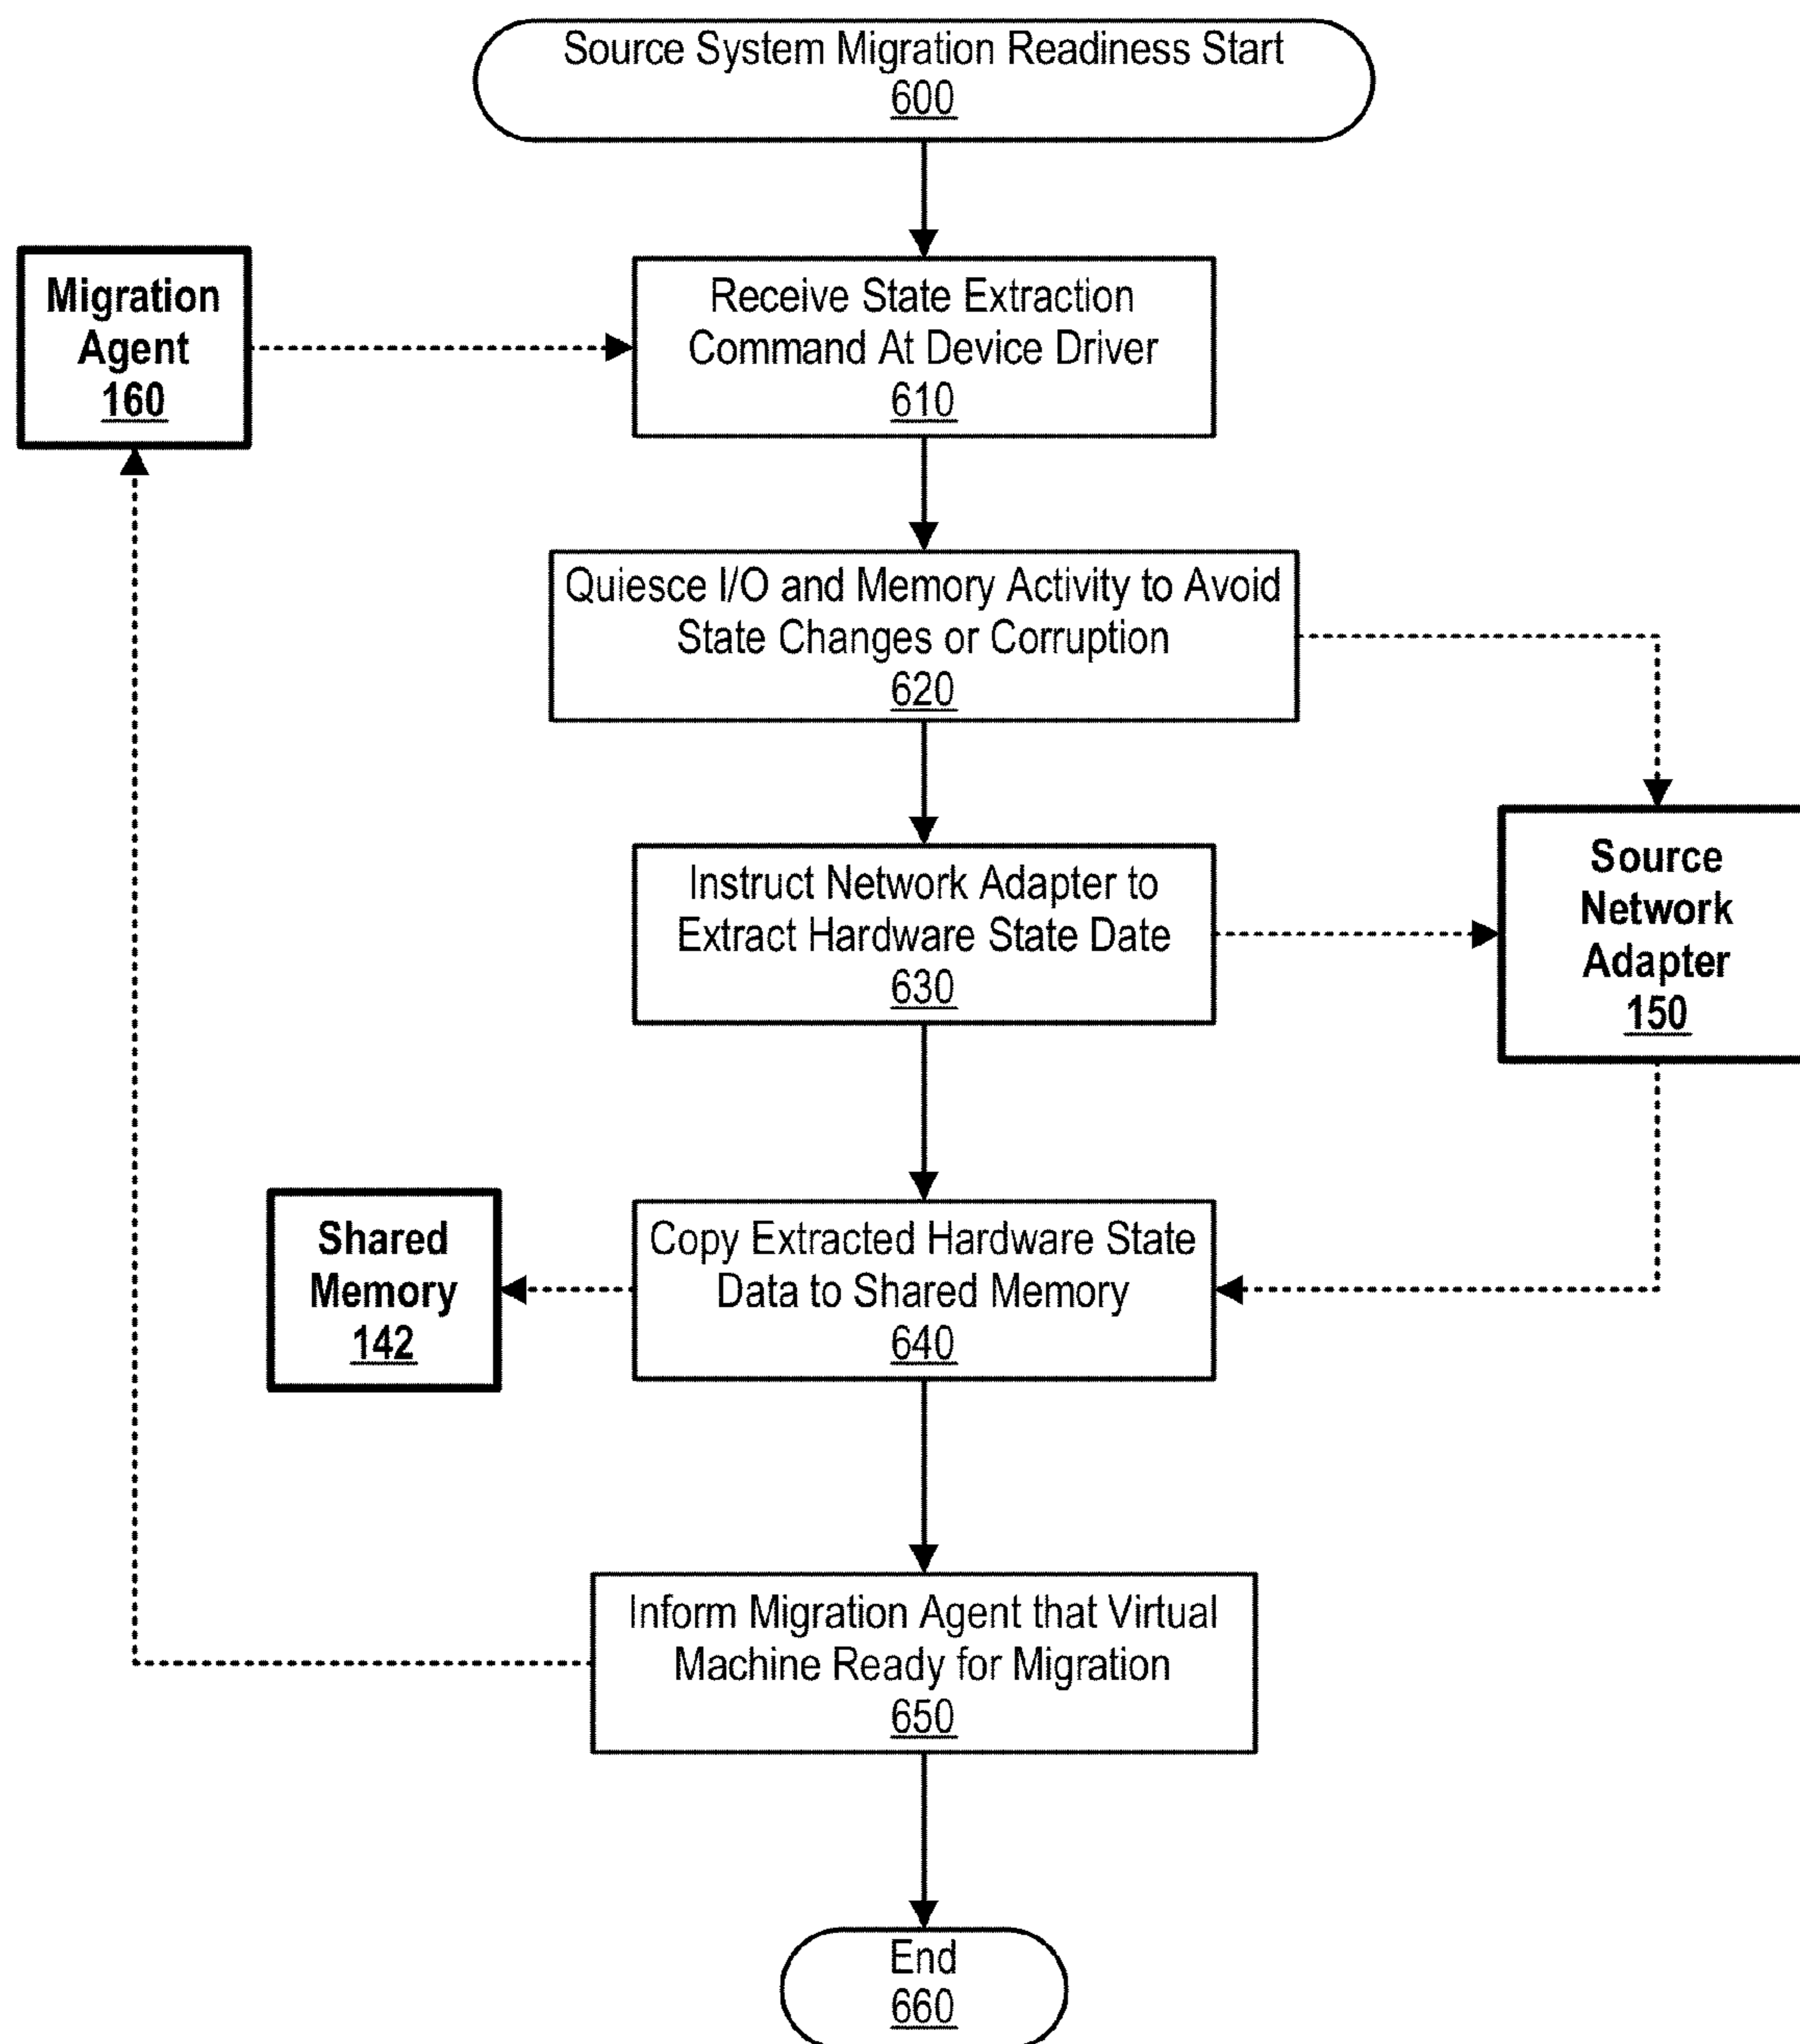 Source System Migration Readiness Start
600
Migration
Agent
160
Receive State Extraction
Command At Device Driver
610
Quiesce I/O and Memory Activity to Avoid
State Changes or Corruption
620
Instruct Network Adapter to
Extract Hardware State Date
630
Source
Network
Adapter
150
Shared
Memory
142
Copy Extracted Hardware State
Data to Shared Memory
640
Inform Migration Agent that Virtual
Machine Ready for Migration
650
End
660